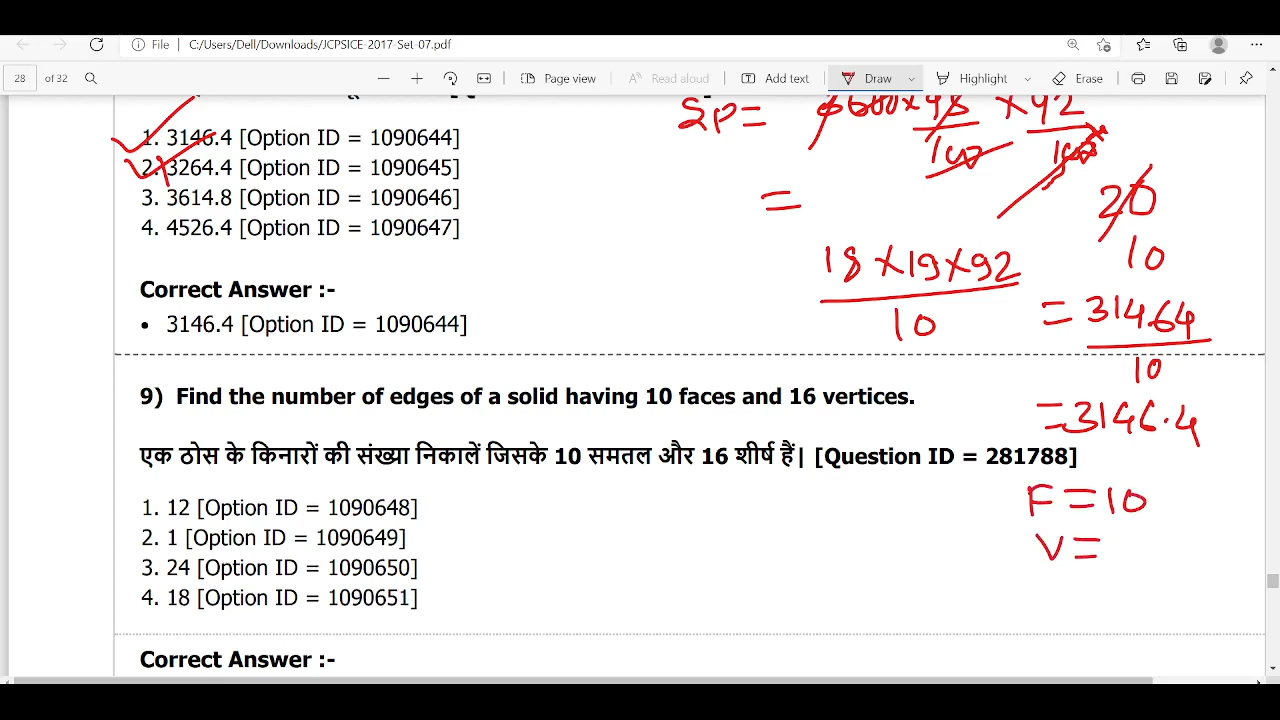 File C:/Users/Dell/Downloads/JCPSICE-2017-Set-07.pdf
28 of 32 Page view Read aloud Add text Draw Highlight Erase
SP=
1. 3146.4 [Option ID = 1090644]
2. 3264.4 [Option ID = 1090645]
3. 3614.8 [Option ID = 1090646]
4. 4526.4 [Option ID = 1090647]
=
20
10
18 × 19 × 92
10
= 31464
10
= 3146.4
Correct Answer :-
• 3146.4 [Option ID = 1090644]
9) Find the number of edges of a solid having 10 faces and 16 vertices.
एक ठोस के किनारों की संख्या निकालें जिसके 10 समतल और 16 शीर्ष हैं| [Question ID = 281788]
F = 10
V =
1. 12 [Option ID = 1090648]
2. 1 [Option ID = 1090649]
3. 24 [Option ID = 1090650]
4. 18 [Option ID = 1090651]
Correct Answer :-